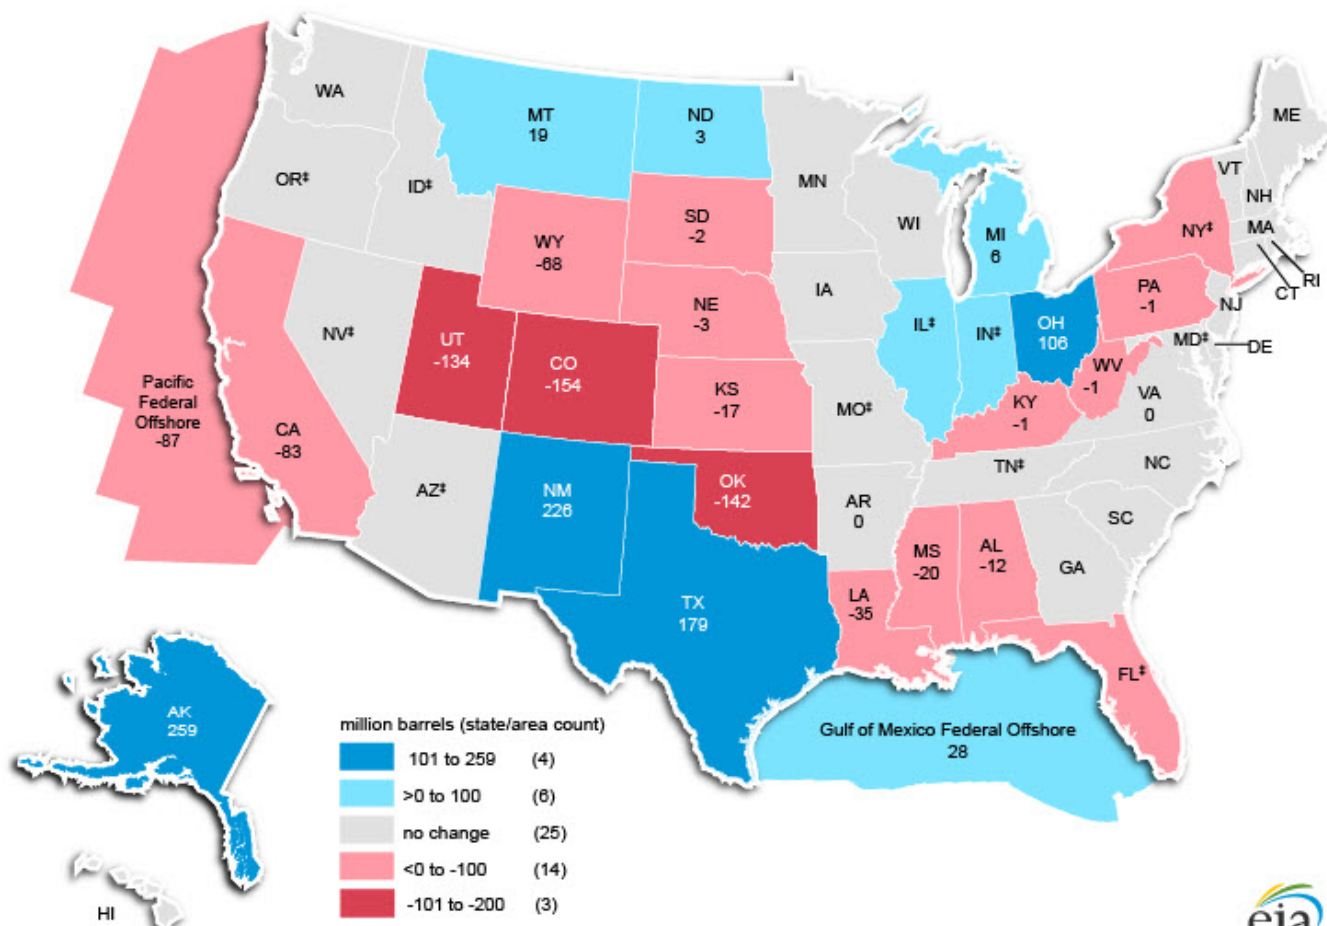 WA
MT
19
ND
3
MN
ME
VT
NH
OR‡
ID‡
WI
SD
-2
MI
6
NY‡
MA
RI
CT
WY
-68
IA
NE
-3
PA
-1
NJ
NV‡
UT
-134
CO
-154
IL‡
IN‡
OH
106
MD‡
DE
WV
-1
VA
0
Pacific
Federal
Offshore
-87
CA
-83
KS
-17
MO‡
KY
-1
AZ‡
NM
226
OK
-142
AR
0
TN‡
NC
SC
MS
-20
AL
-12
GA
TX
179
LA
-35
FL‡
Gulf of Mexico Federal Offshore
28
AK
259
HI
million barrels (state/area count)
101 to 259 (4)
>0 to 100 (6)
no change (25)
<0 to -100 (14)
-101 to -200 (3)
eia